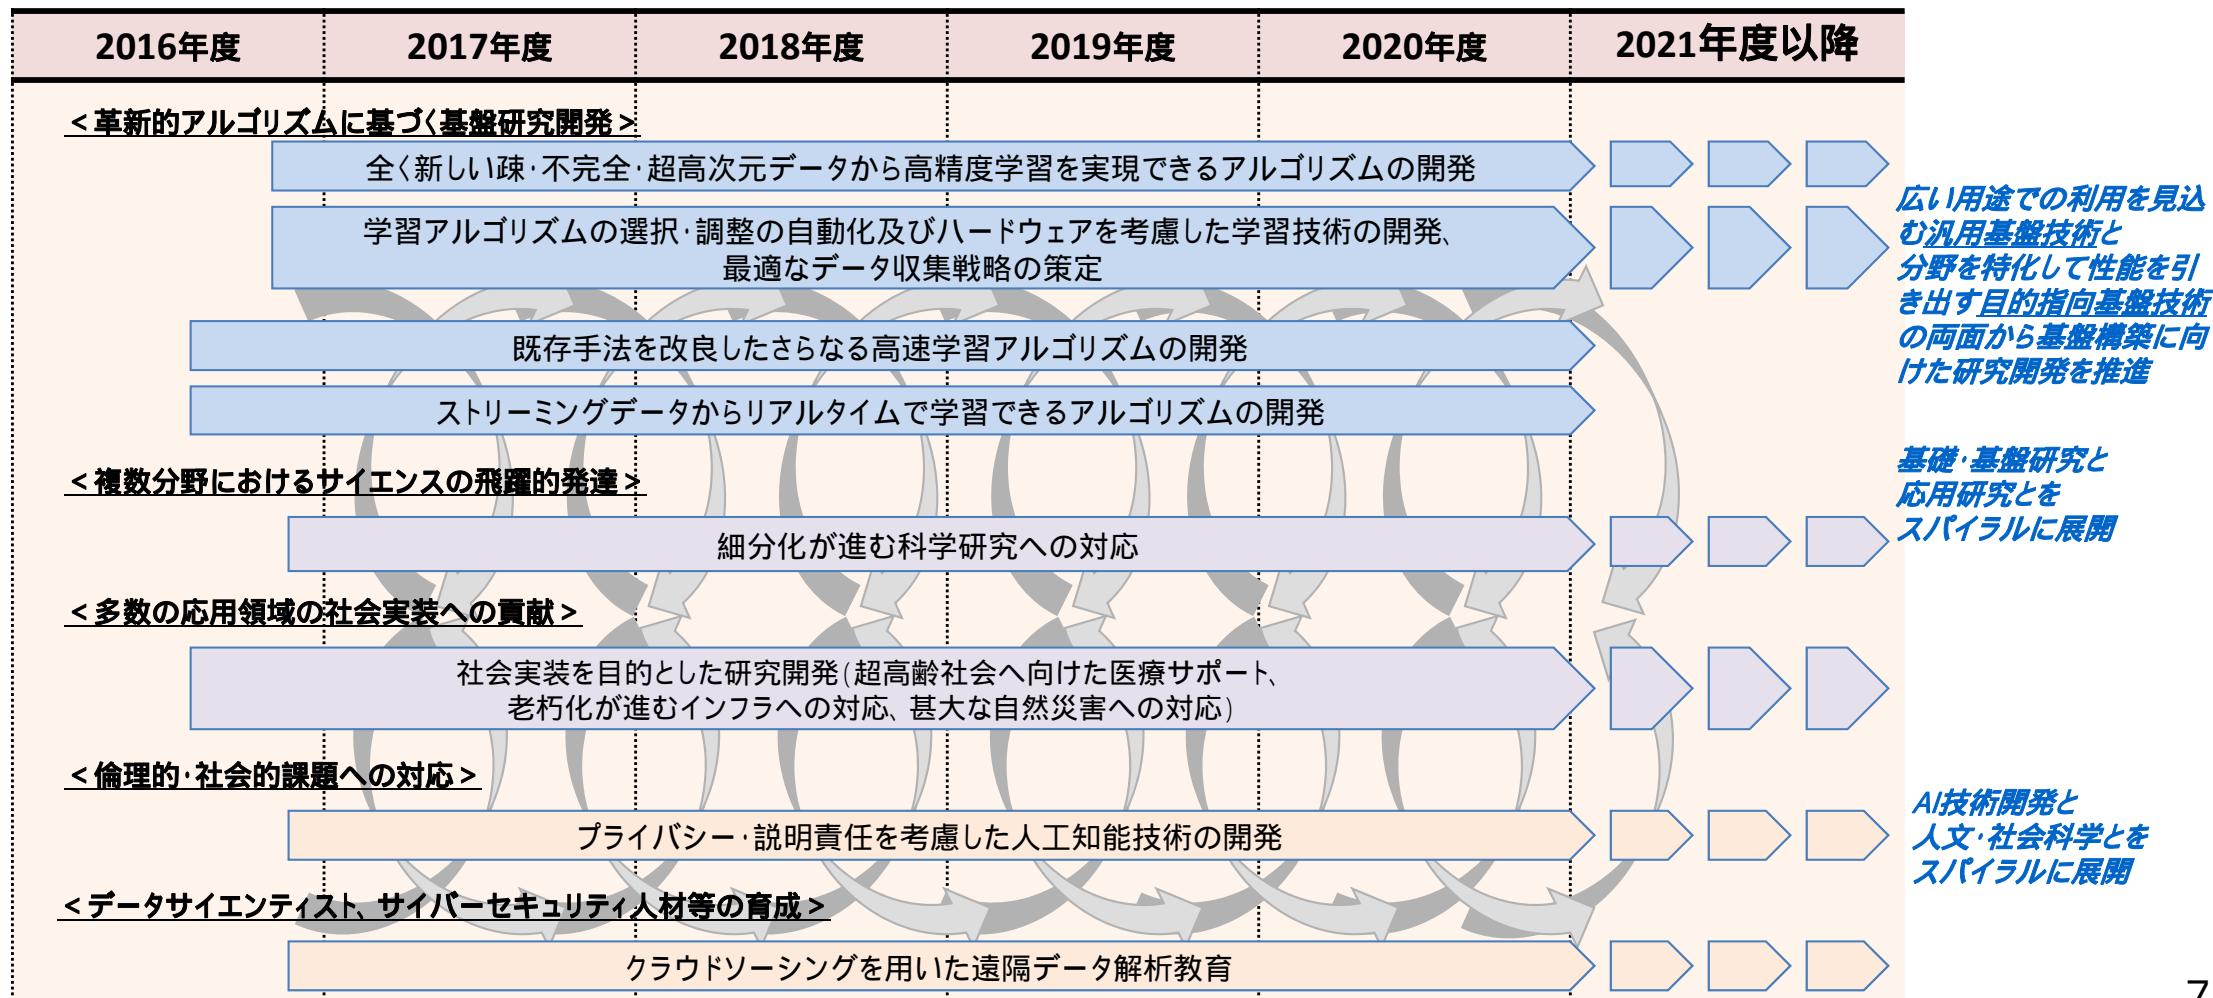 2016年度
2017年度
2018年度
2019年度
2020年度
2021年度以降
＜革新的アルゴリズムに基づく基盤研究開発＞
全く新しい疎・不完全・超高次元データから高精度学習を実現できるアルゴリズムの開発
学習アルゴリズムの選択・調整の自動化及びハードウェアを考慮した学習技術の開発、
最適なデータ収集戦略の策定
既存手法を改良したさらなる高速学習アルゴリズムの開発
ストリーミングデータからリアルタイムで学習できるアルゴリズムの開発
広い用途での利用を見込
む汎用基盤技術と
分野を特化して性能を引
き出す目的指向基盤技術
の両面から基盤構築に向
けた研究開発を推進
＜複数分野におけるサイエンスの飛躍的発達＞
細分化が進む科学研究への対応
基礎・基盤研究と
応用研究とを
スパイラルに展開
＜多数の応用領域の社会実装への貢献＞
社会実装を目的とした研究開発（超高齢社会へ向けた医療サポート、
老朽化が進むインフラへの対応、甚大な自然災害への対応）
＜倫理的・社会的課題への対応＞
プライバシー・説明責任を考慮した人工知能技術の開発
AI技術開発と
人文・社会科学とを
スパイラルに展開
＜データサイエンティスト、サイバーセキュリティ人材等の育成＞
クラウドソーシングを用いた遠隔データ解析教育
7